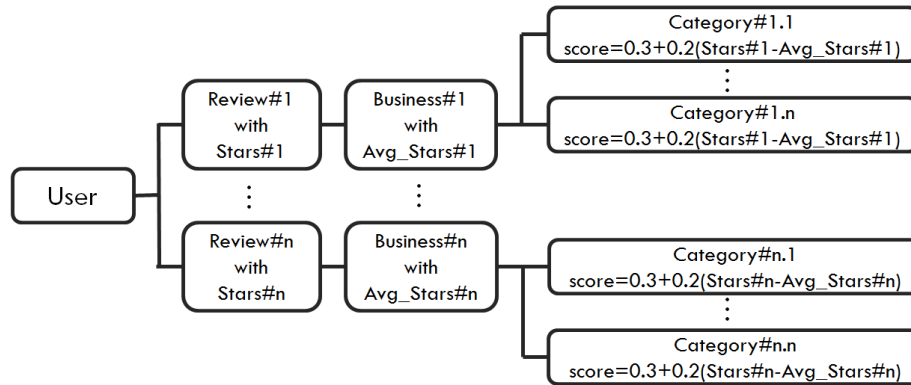 Category#1.1
score=0.3+0.2(Stars#1-Avg_Stars#1)
Category#1.n
score=0.3+0.2(Stars#1-Avg_Stars#1)
Review#1
with
Stars#1
Business#1
with
Avg_Stars#1
User
Review#n
with
Stars#n
Business#n
with
Avg_Stars#n
Category#n.1
score=0.3+0.2(Stars#n-Avg_Stars#n)
Category#n.n
score=0.3+0.2(Stars#n-Avg_Stars#n)